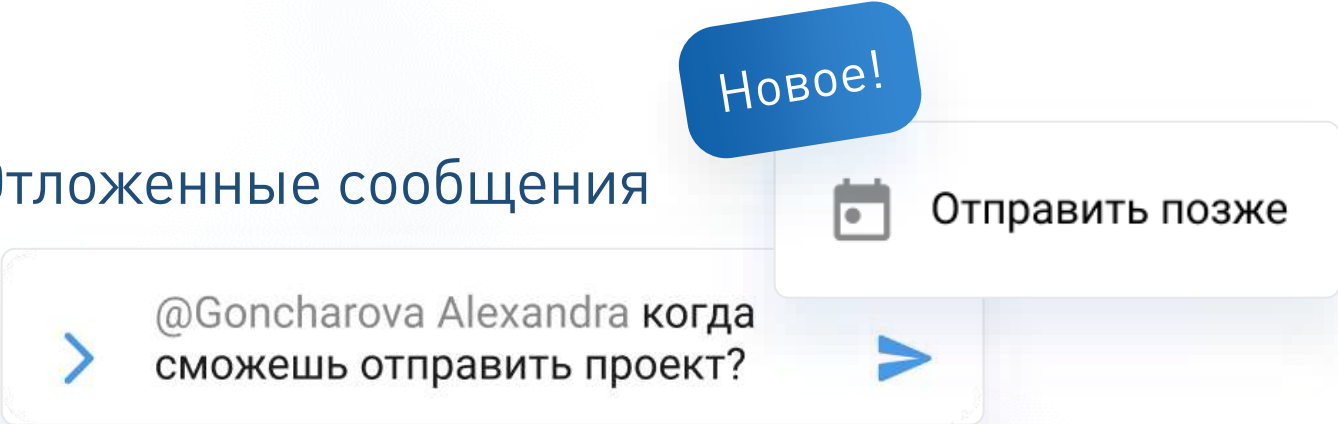 Новое!
Отложенные сообщения
Отправить позже
@Goncharova Alexandra когда
сможешь отправить проект?